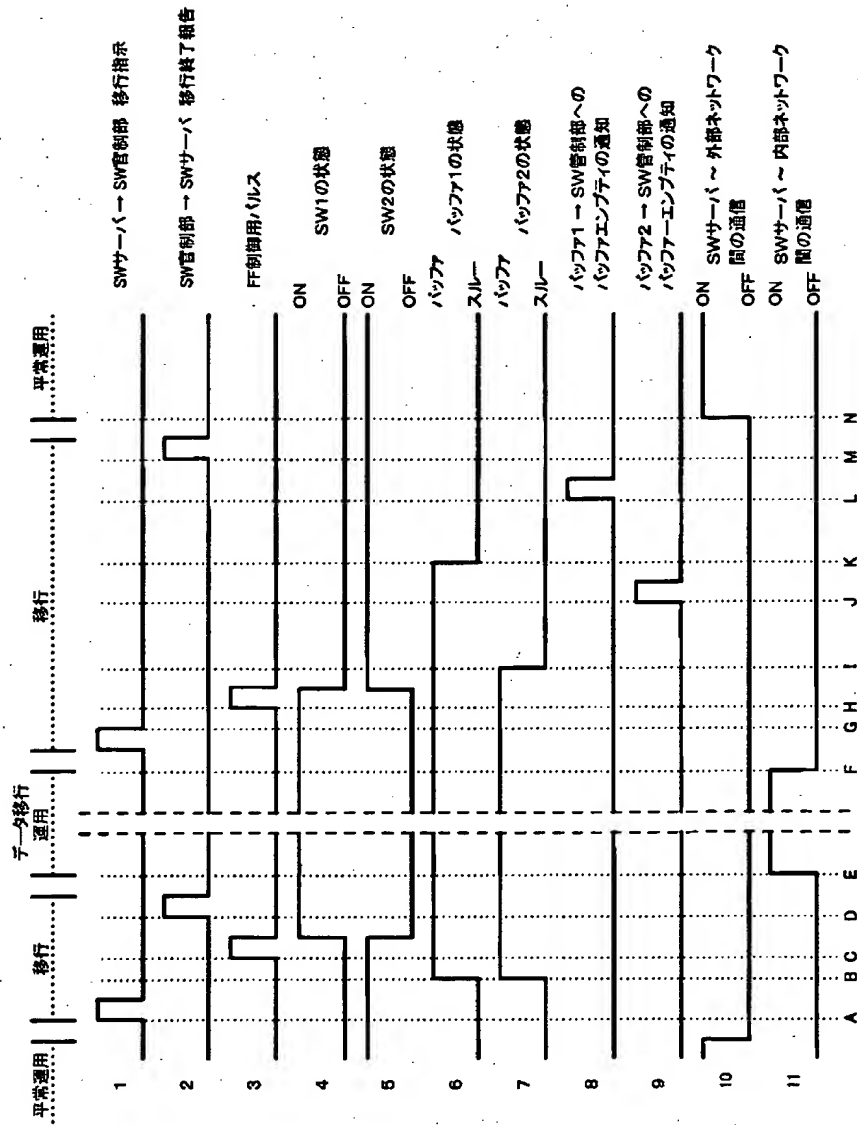 平常運用
移行
データ移行
運用
移行
平常運用
1
SWサーバ → SW官制部 移行指示
2
SW官制部 → SWサーバ 移行終了報告
3
FF制御用パルス
4
ON
OFF
SW1の状態
5
ON
OFF
SW2の状態
6
バッファ
スルー
バッファ1の状態
7
バッファ
スルー
バッファ2の状態
8
バッファ1 → SW管制部への
バッファエンプティの通知
9
バッファ2 → SW管制部への
バッファーエンプティの通知
10
ON
OFF
SWサーバ ~ 外部ネットワーク
間の通信
11
ON
OFF
SWサーバ ~ 内部ネットワーク
間の通信
A B C D E F G H I J K L M N